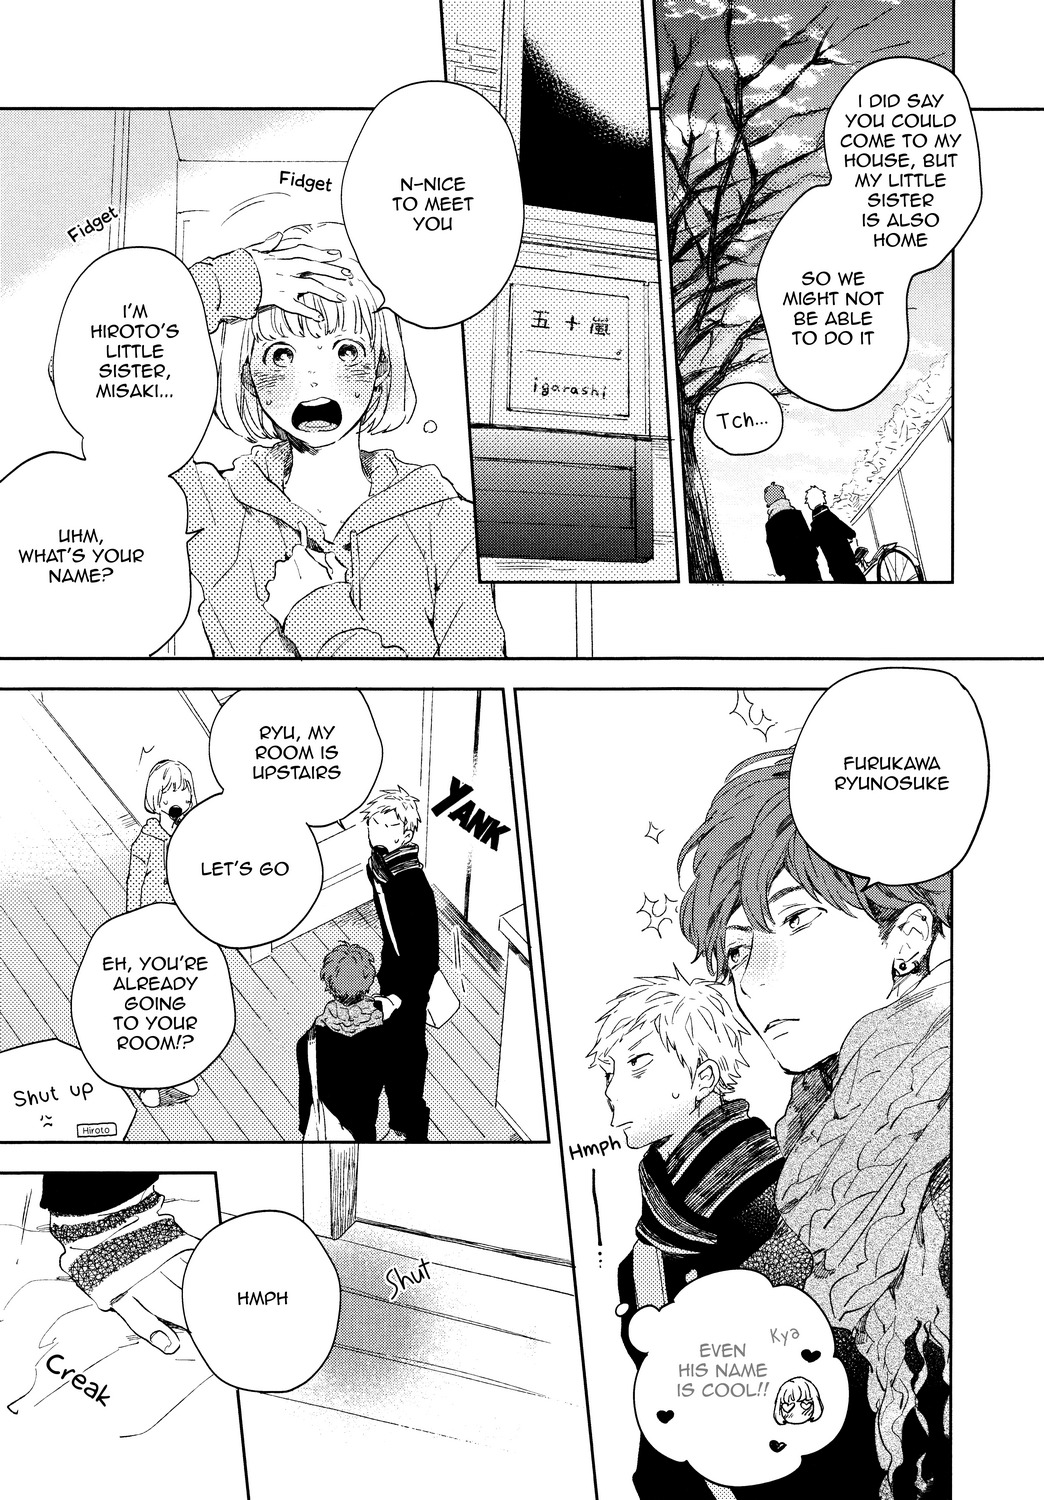 I DID SAY
YOU COULD
COME TO MY
HOUSE, BUT
MY LITTLE
SISTER
IS ALSO
HOME
SO WE
MIGHT NOT
BE ABLE
TO DO IT
Tch...
五十嵐
igarashi
N-NICE
TO MEET
YOU
Fidget
Fidget
I'M
HIROTO'S
LITTLE
SISTER,
MISAKI...
UHM,
WHAT'S YOUR
NAME?
FURUKAWA
RYUNOSUKE
Hmph
Kya
EVEN
HIS NAME
IS COOL!!
RYU, MY
ROOM IS
UPSTAIRS
YANK
LET'S GO
EH, YOU'RE
ALREADY
GOING
TO YOUR
ROOM!?
Shut up
Hiroto
Shut
HMPH
Creak